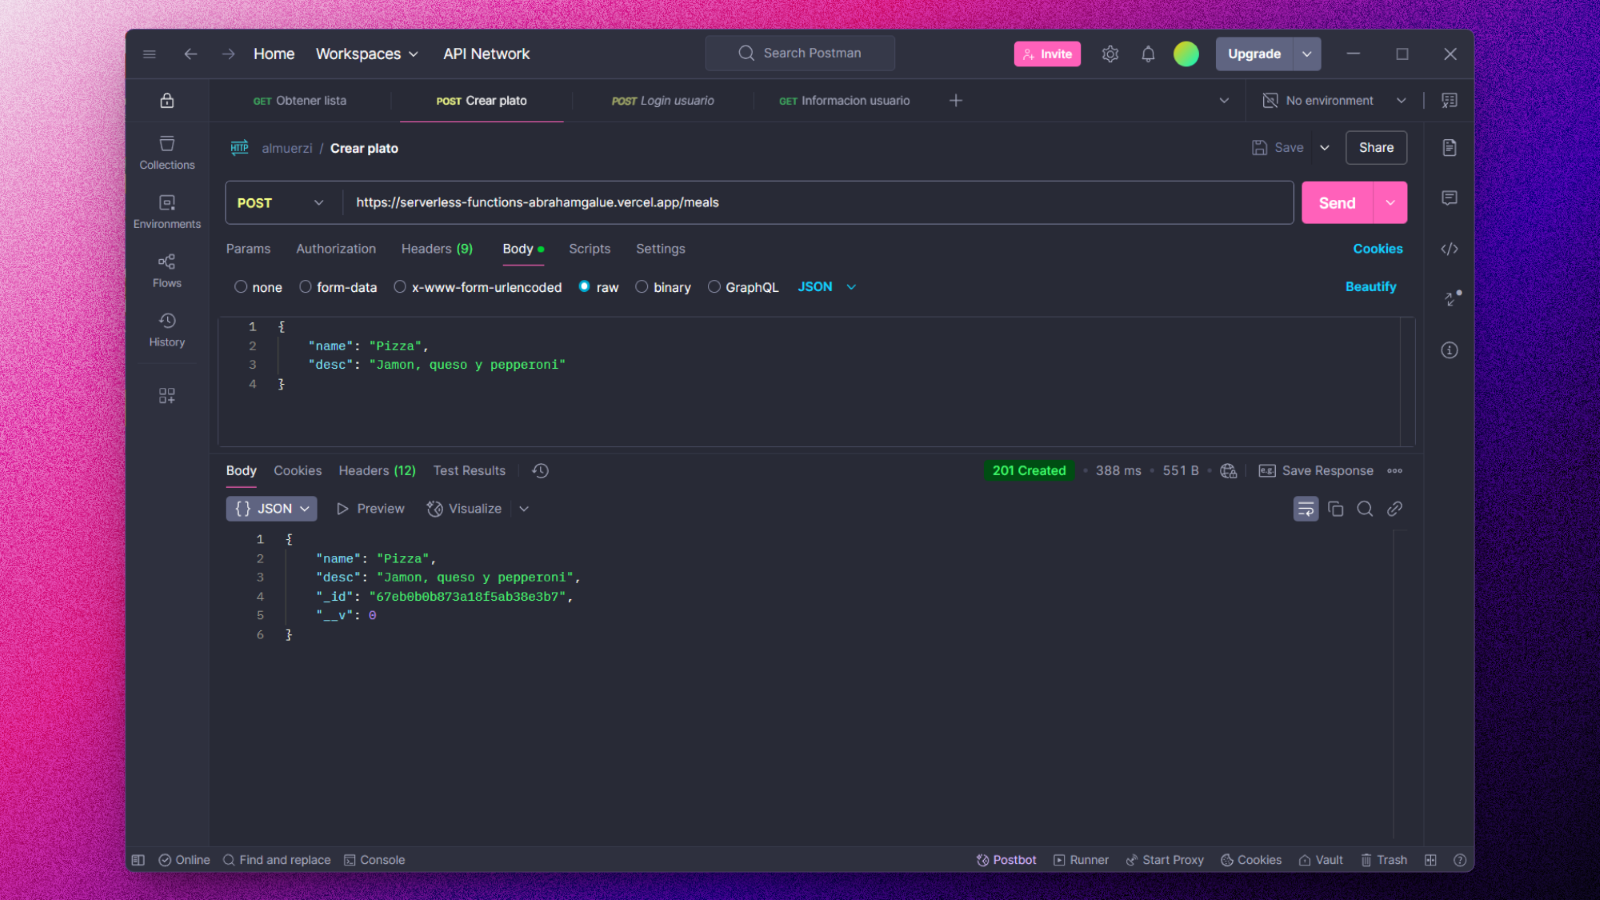 Home Workspaces API Network Search Postman Invite Upgrade
GET Obtener lista POST Crear plato POST Login usuario GET Informacion usuario No environment
HTTP almuerzi / Crear plato Save Share
Collections
Environments
Flows
History
POST https://serverless-functions-abrahamgalue.vercel.app/meals Send
Params Authorization Headers (9) Body Scripts Settings Cookies
none form-data x-www-form-urlencoded raw binary GraphQL JSON Beautify
1 {
2 "name": "Pizza",
3 "desc": "Jamon, queso y pepperoni"
4 }
Body Cookies Headers (12) Test Results 201 Created 388 ms 551 B e.g. Save Response
{} JSON Preview Visualize
1 {
2 "name": "Pizza",
3 "desc": "Jamon, queso y pepperoni",
4 "_id": "67eb0b0b873a18f5ab38e3b7",
5 "__v": 0
6 }
Online Find and replace Console Postbot Runner Start Proxy Cookies Vault Trash